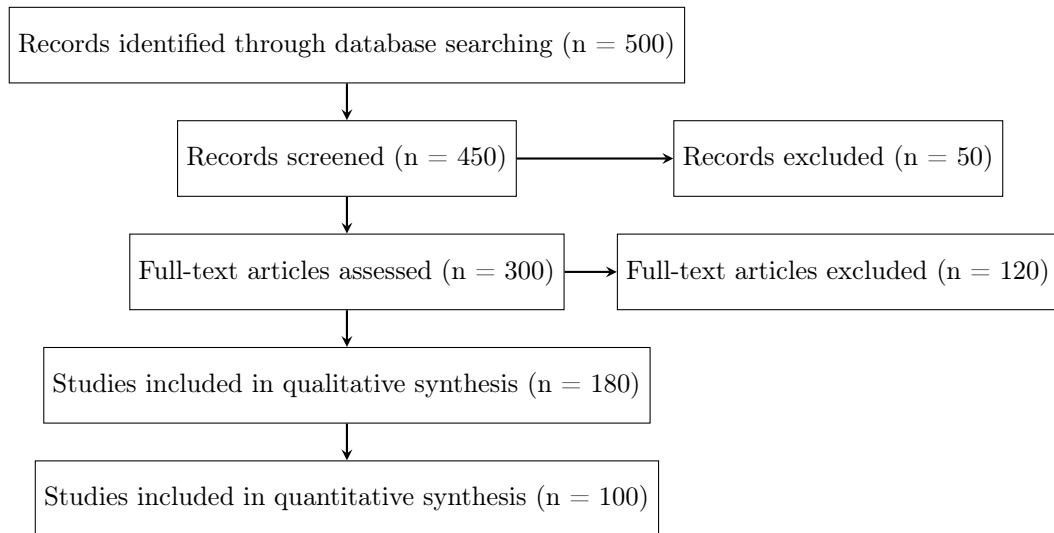 Records identified through database searching (n = 500)
Records screened (n = 450)
Records excluded (n = 50)
Full-text articles assessed (n = 300)
Full-text articles excluded (n = 120)
Studies included in qualitative synthesis (n = 180)
Studies included in quantitative synthesis (n = 100)